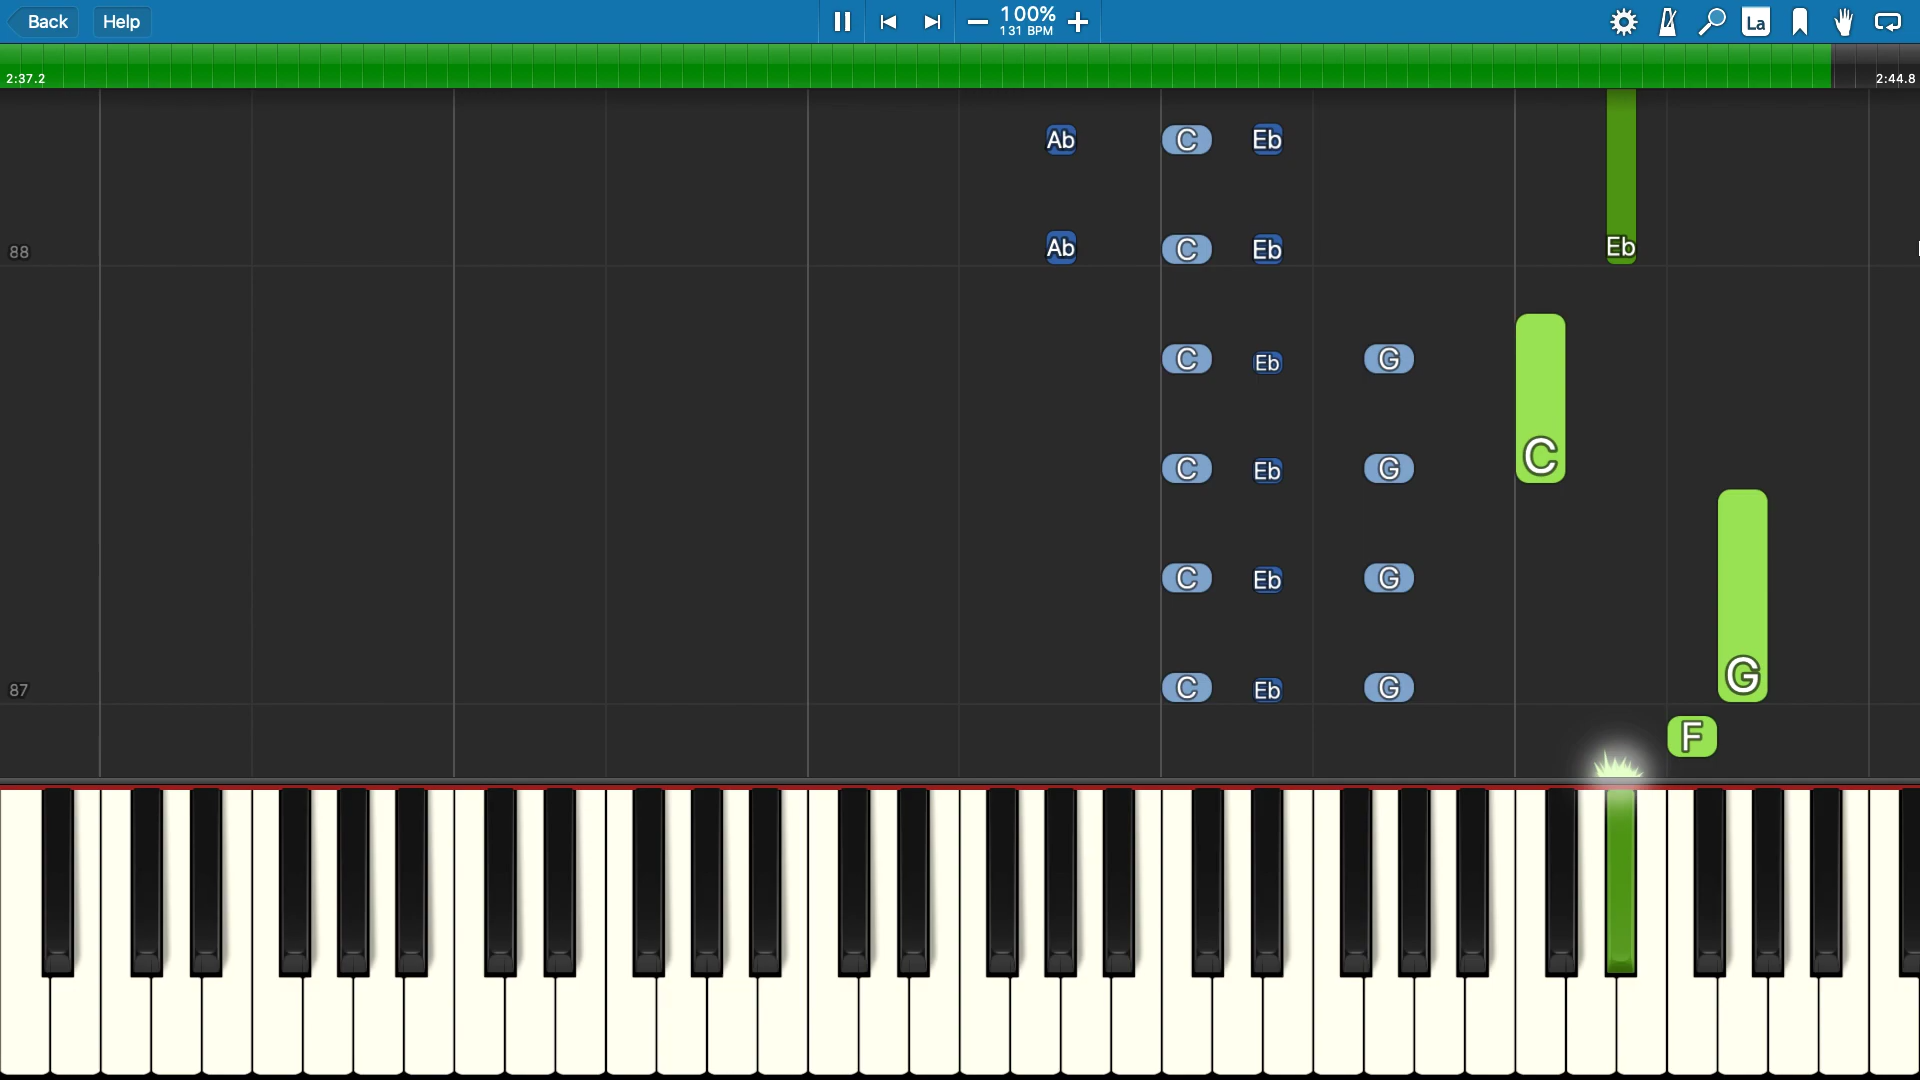 Back Help 100% La
131 BPM
2:37.2 2:44.8
Ab C Eb
88 Ab C Eb Eb
C Eb G
C Eb G C
C Eb G
87 C Eb G G
F